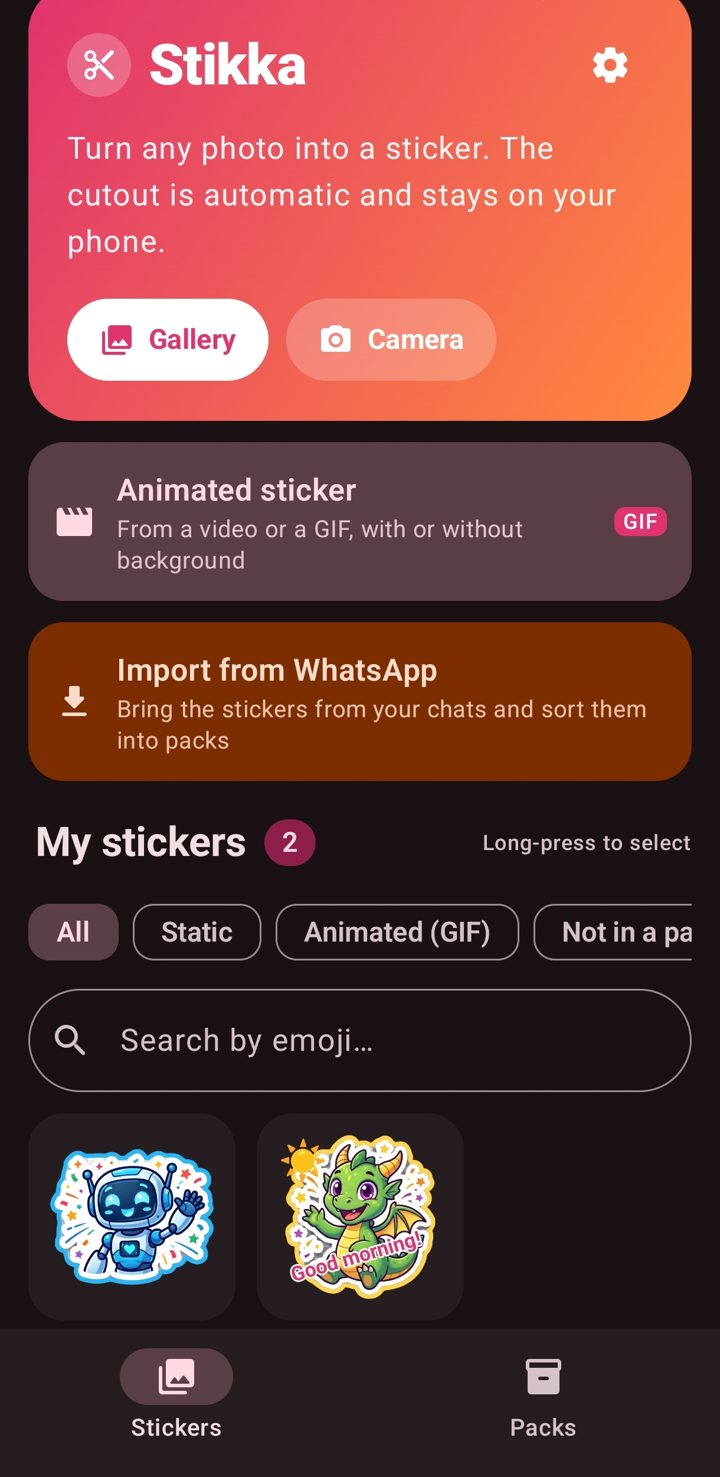 Stikka
Turn any photo into a sticker. The
cutout is automatic and stays on your
phone.
Gallery
Camera
Animated sticker
From a video or a GIF, with or without
background
GIF
Import from WhatsApp
Bring the stickers from your chats and sort them
into packs
My stickers
2
Long-press to select
All
Static
Animated (GIF)
Not in a pa
Search by emoji…
Good morning!
Stickers
Packs